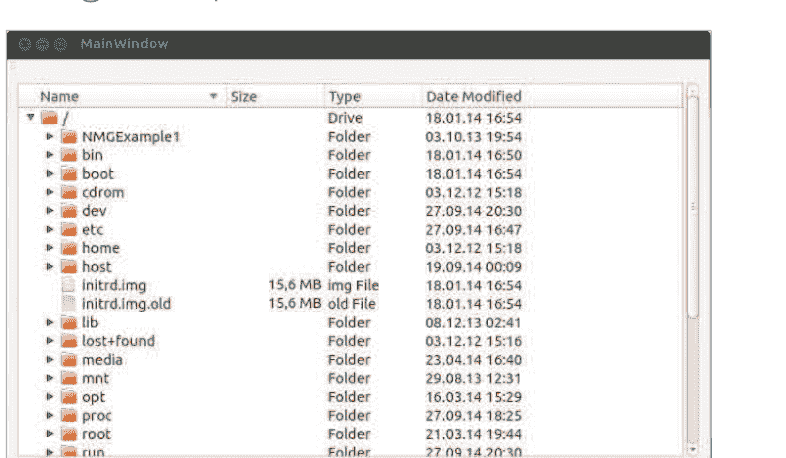 MainWindow
Name Size Type Date Modified
/ Drive 18.01.14 16:54
NMGExample1 Folder 03.10.13 19:54
bin Folder 18.01.14 16:50
boot Folder 18.01.14 16:54
cdrom Folder 03.12.12 15:18
dev Folder 27.09.14 20:30
etc Folder 27.09.14 16:47
home Folder 03.12.12 15:18
host Folder 19.09.14 00:09
initrd.img 15,6 MB img File 18.01.14 16:54
initrd.img.old 15,6 MB old File 18.01.14 16:54
lib Folder 08.12.13 02:41
lost+found Folder 03.12.12 15:16
media Folder 23.04.14 16:40
mnt Folder 29.08.13 12:31
opt Folder 16.03.14 15:29
proc Folder 27.09.14 18:25
root Folder 21.03.14 19:44
run Folder 27.09.14 20:30